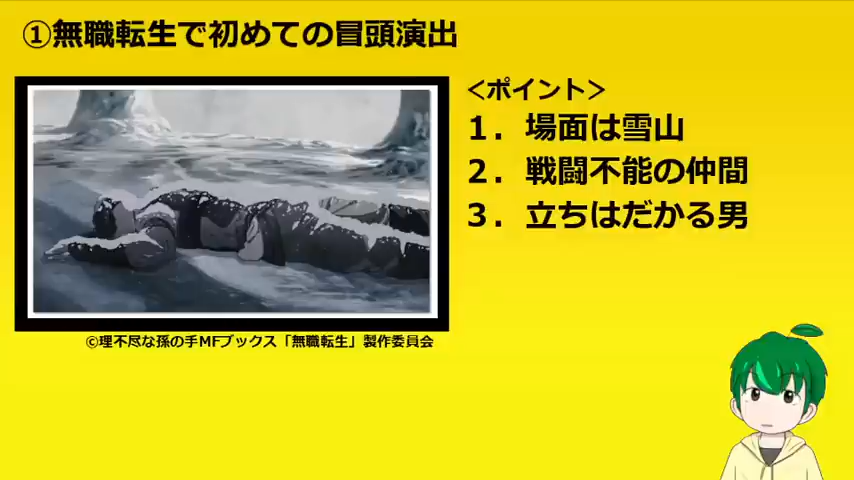 ①無職転生で初めての冒頭演出
<ポイント>
1．場面は雪山
2．戦闘不能の仲間
3．立ちはだかる男
©理不尽な孫の手MFブックス「無職転生」製作委員会